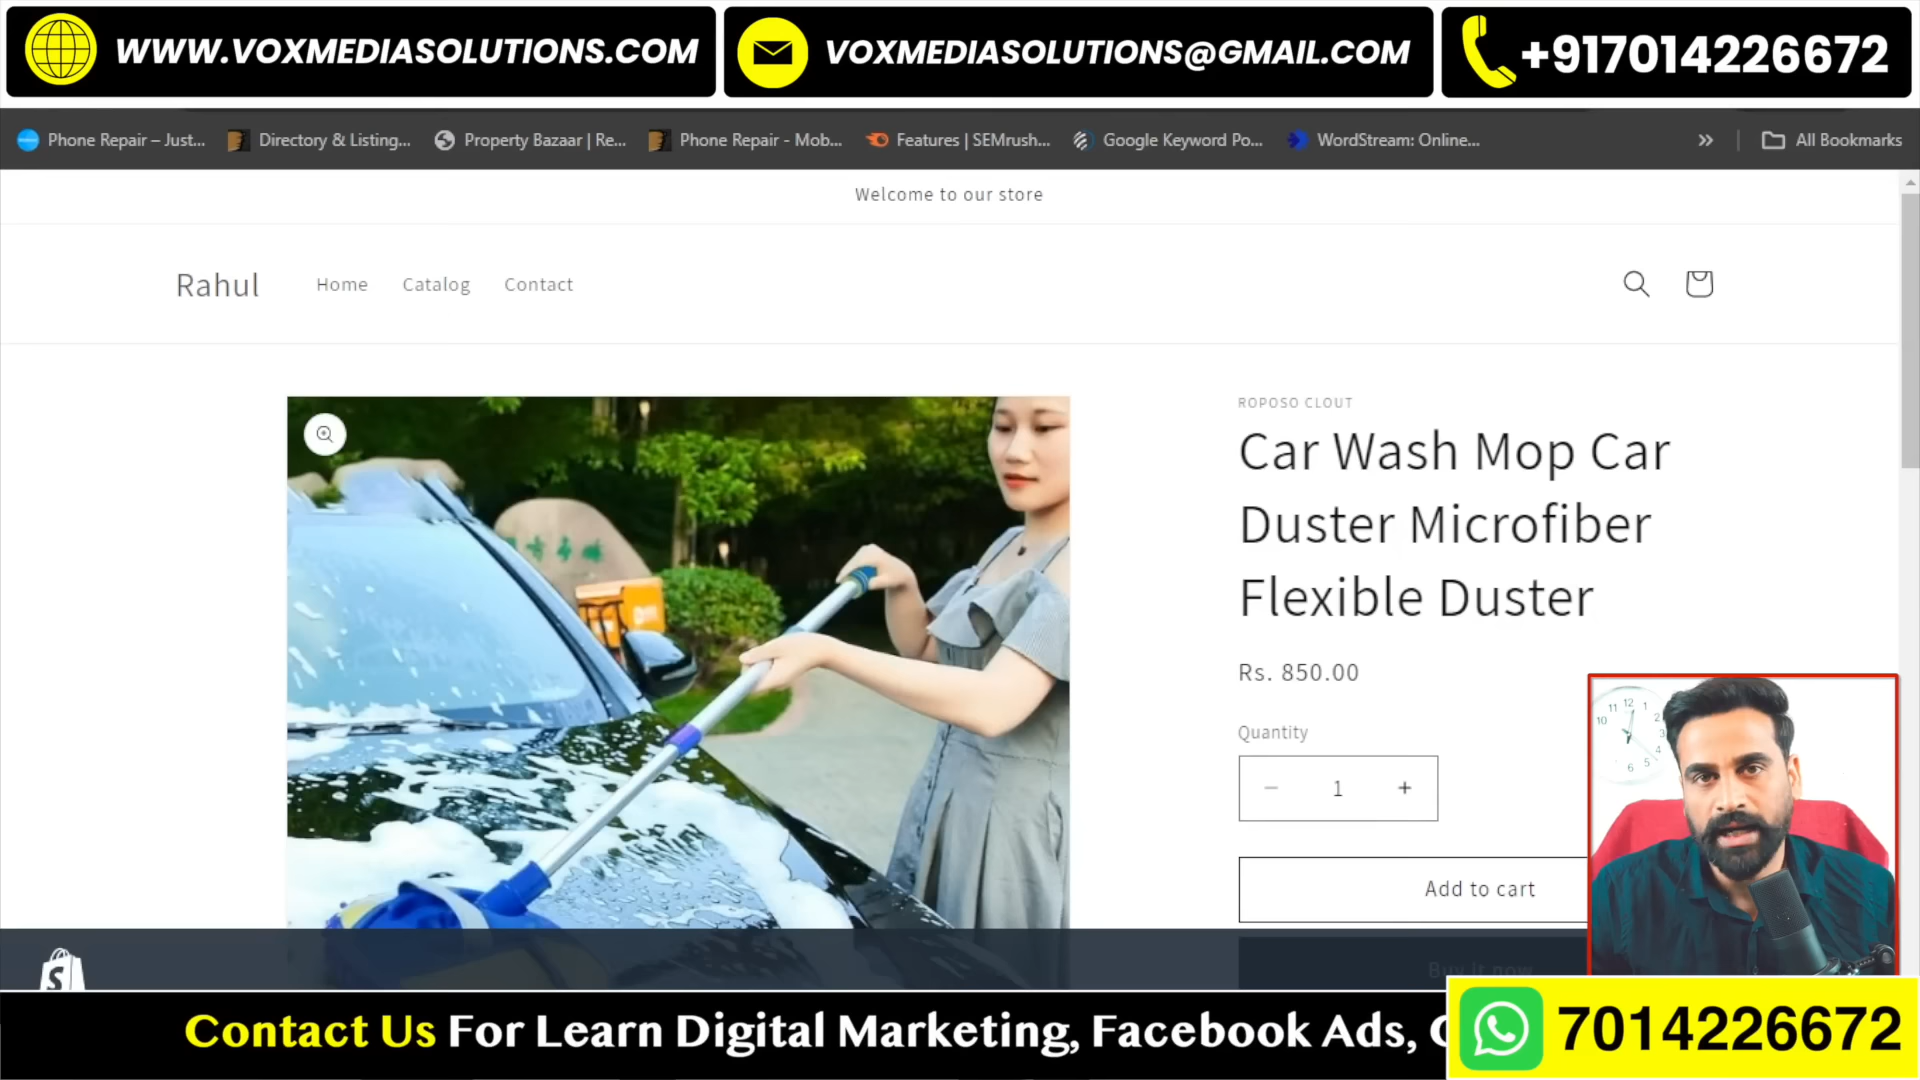 WWW.VOXMEDIASOLUTIONS.COM
VOXMEDIASOLUTIONS@GMAIL.COM
+917014226672
Phone Repair – Just...
Directory & Listing...
Property Bazaar | Re...
Phone Repair - Mob...
Features | SEMrush...
Google Keyword Po...
WordStream: Online...
All Bookmarks
Welcome to our store
Rahul
Home
Catalog
Contact
ROPOSO CLOUT
Car Wash Mop Car
Duster Microfiber
Flexible Duster
Rs. 850.00
Quantity
1
Add to cart
Buy it now
Contact Us For Learn Digital Marketing, Facebook Ads,
7014226672